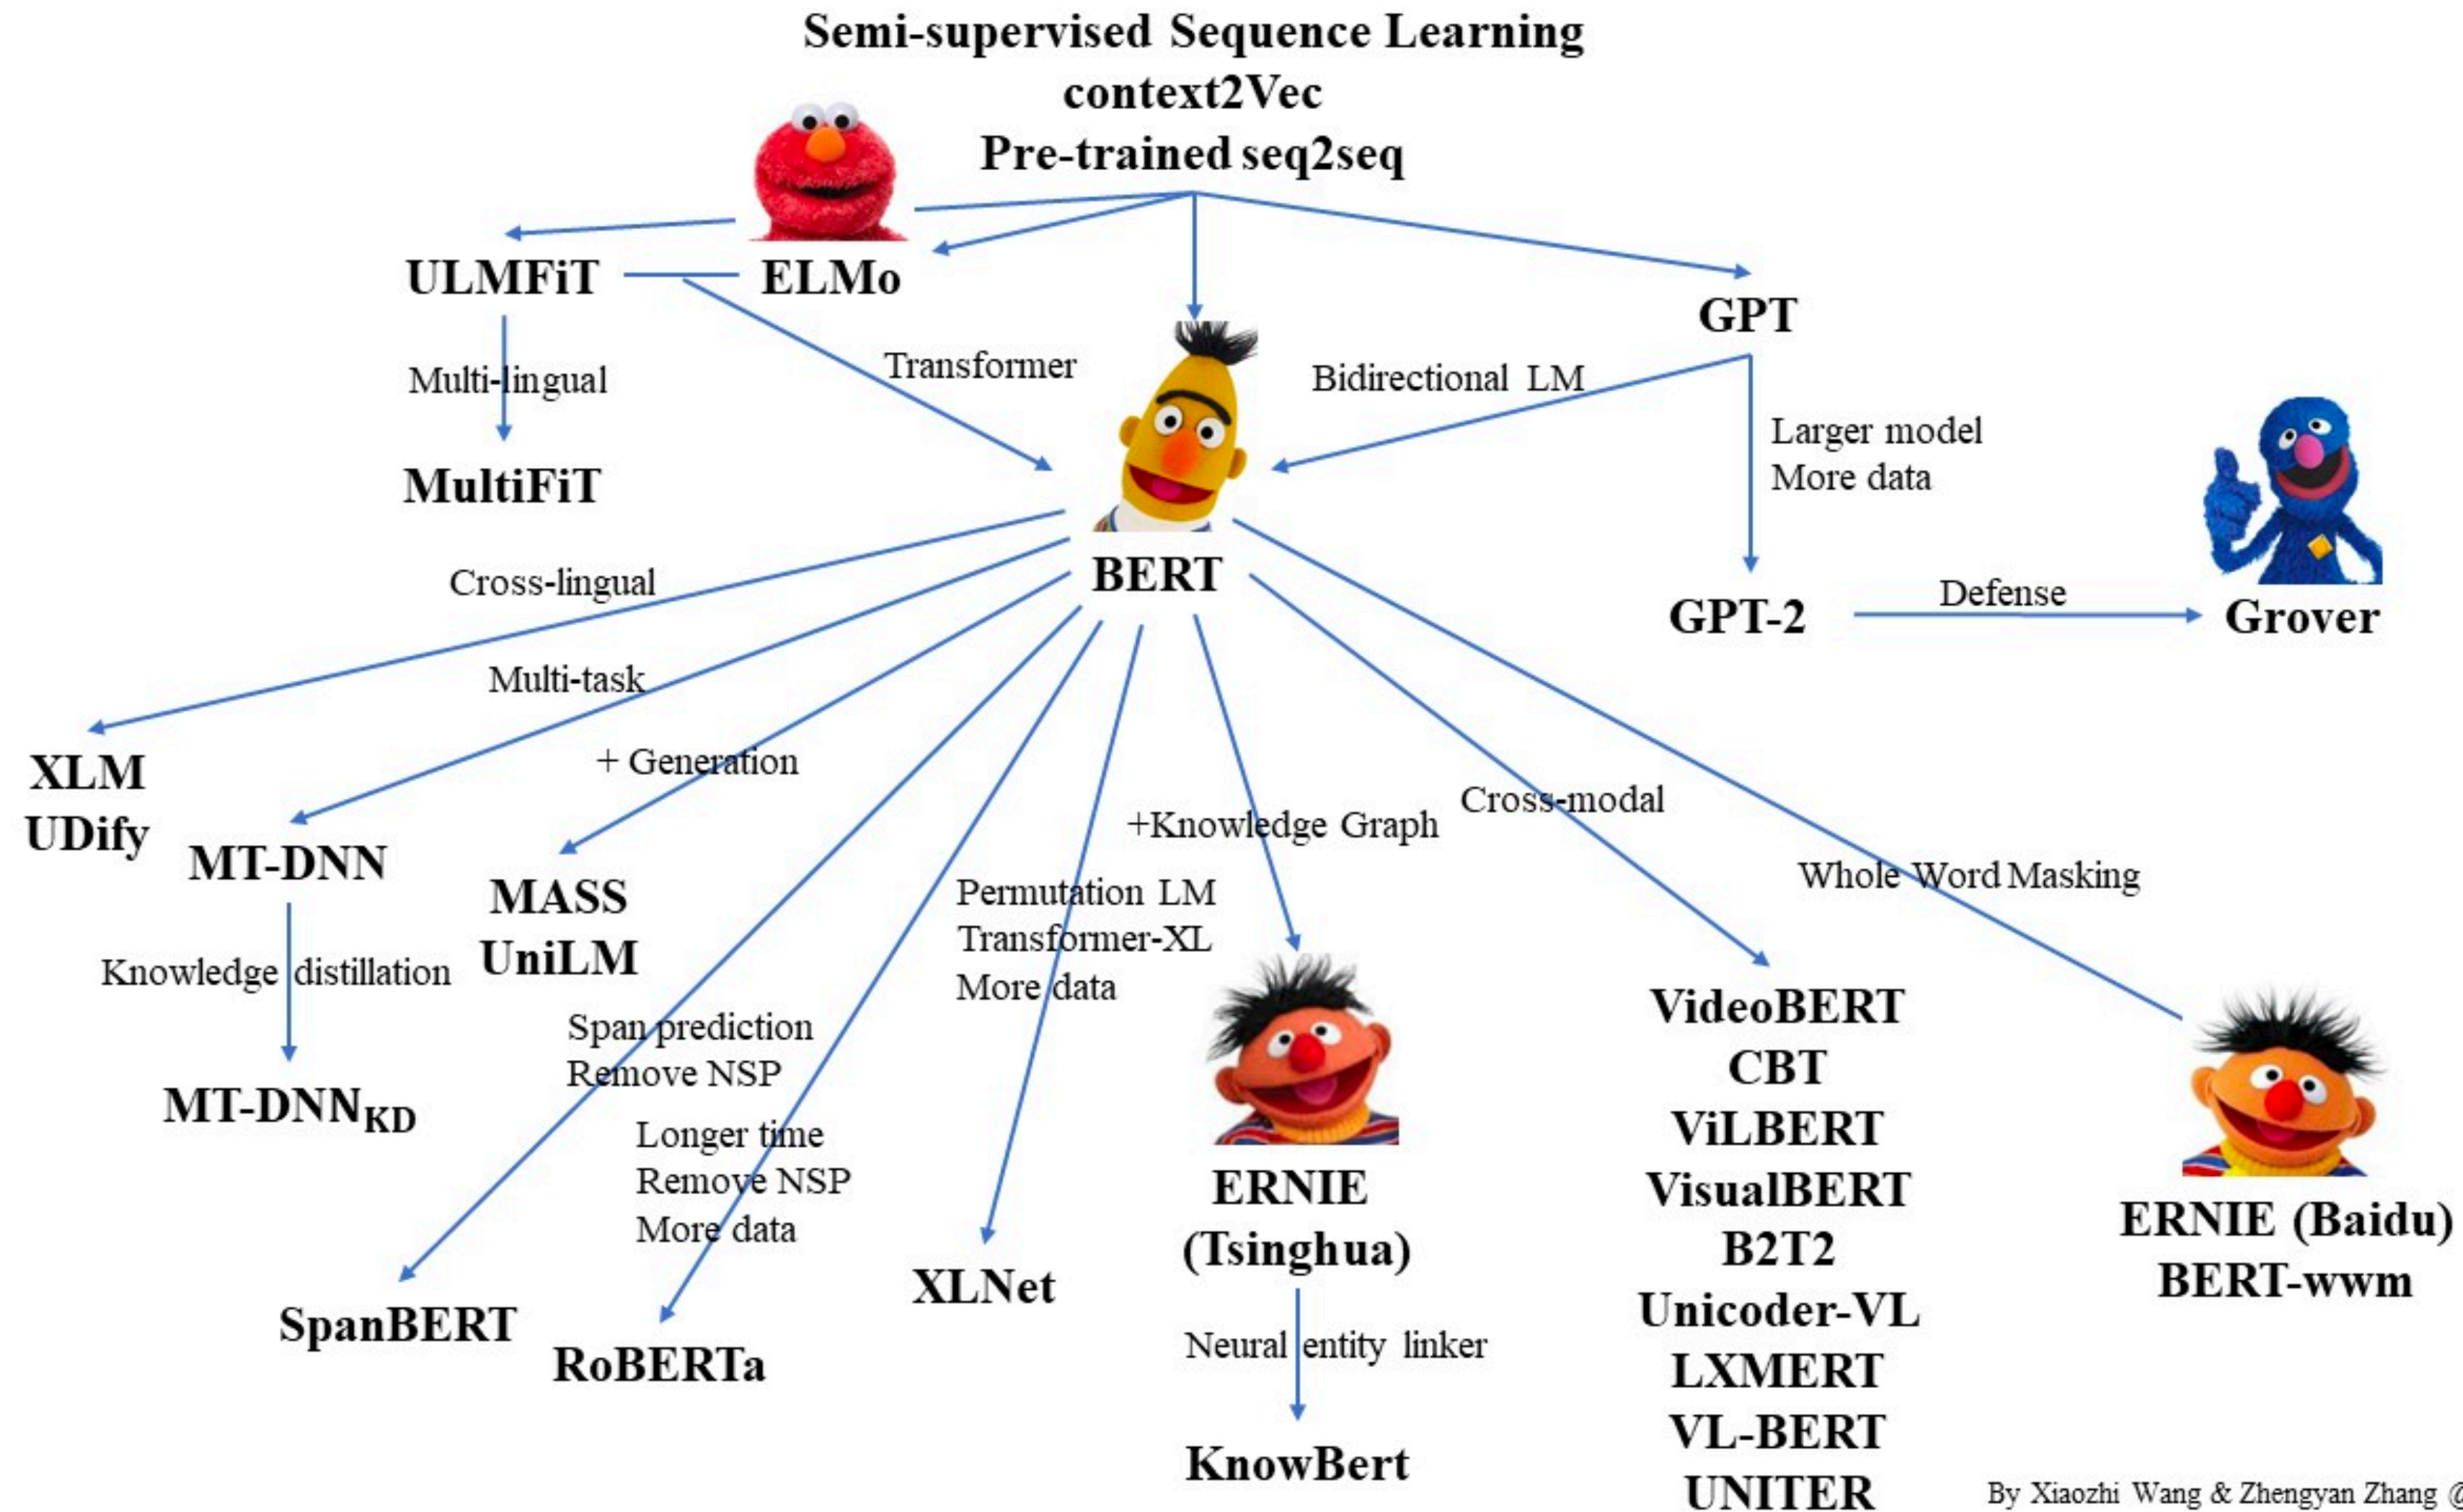 Semi-supervised Sequence Learning
context2Vec
Pre-trained seq2seq
ULMFiT
ELMo
GPT
Multi-lingual
Transformer
Bidirectional LM
Larger model
More data
MultiFiT
BERT
GPT-2
Defense
Grover
Cross-lingual
Multi-task
+ Generation
+Knowledge Graph
Cross-modal
Whole Word Masking
XLM
UDify
MT-DNN
MASS
UniLM
Permutation LM
Transformer-XL
More data
Knowledge distillation
Span prediction
Remove NSP
MT-DNNKD
Longer time
Remove NSP
More data
SpanBERT
RoBERTa
XLNet
ERNIE
(Tsinghua)
Neural entity linker
KnowBert
VideoBERT
CBT
ViLBERT
VisualBERT
B2T2
Unicoder-VL
LXMERT
VL-BERT
UNITER
ERNIE (Baidu)
BERT-wwm
By Xiaozhi Wang & Zhengyan Zhang @